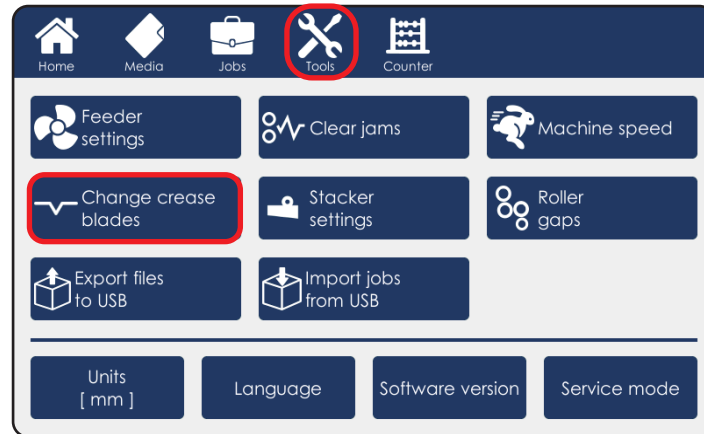 Home
Media
Jobs
Tools
Counter
Feeder
settings
Clear jams
Machine speed
Change crease
blades
Stacker
settings
Roller
gaps
Export files
to USB
Import jobs
from USB
Units
[ mm ]
Language
Software version
Service mode